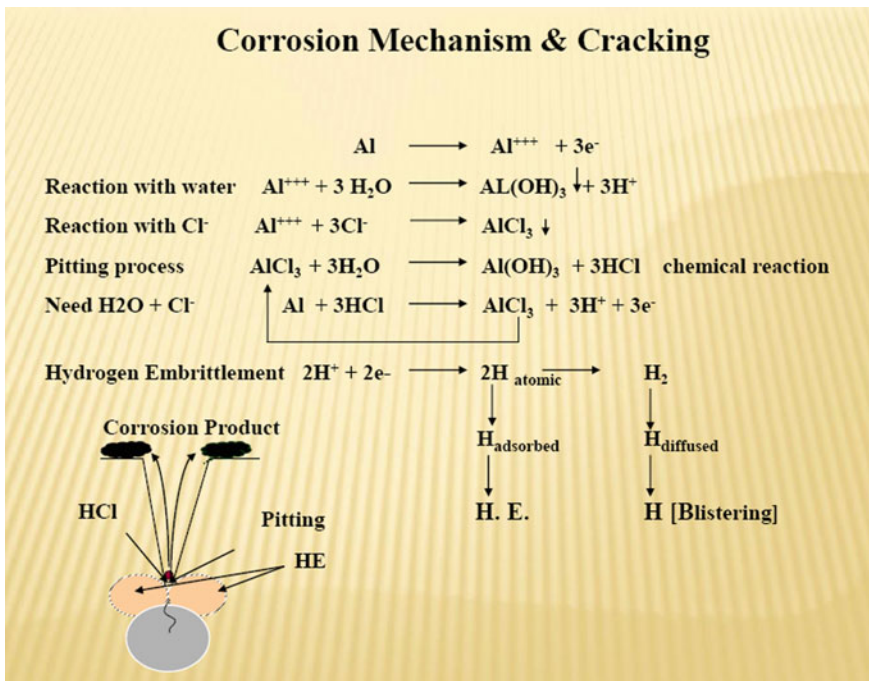 Corrosion Mechanism & Cracking
Al ⟶ Al⁺⁺⁺ + 3e⁻
Reaction with water Al⁺⁺⁺ + 3 H₂O ⟶ AL(OH)₃ ↓ + 3H⁺
Reaction with Cl⁻ Al⁺⁺⁺ + 3Cl⁻ ⟶ AlCl₃ ↓
Pitting process AlCl₃ + 3H₂O ⟶ Al(OH)₃ + 3HCl chemical reaction
Need H2O + Cl⁻ Al + 3HCl ⟶ AlCl₃ + 3H⁺ + 3e⁻
Hydrogen Embrittlement 2H⁺ + 2e- ⟶ 2H atomic ⟶ H₂
Corrosion Product
H adsorbed H diffused
HCl Pitting H. E. H [Blistering]
HE